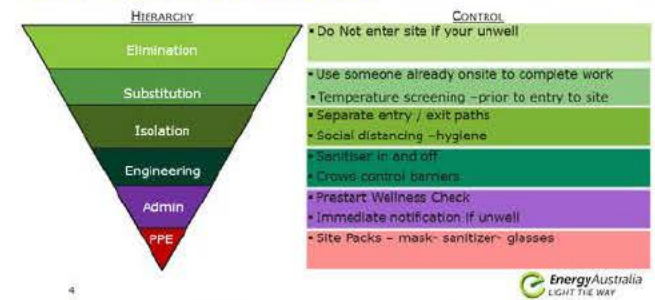 HIERARCHY
CONTROL
Elimination
▪ Do Not enter site if your unwell
Substitution
▪ Use someone already onsite to complete work
▪ Temperature screening –prior to entry to site
Isolation
▪ Separate entry / exit paths
▪ Social distancing –hygiene
Engineering
▪ Sanitiser in and off
▪ Crowd control barriers
Admin
▪ Prestart Wellness Check
▪ Immediate notification if unwell
PPE
▪ Site Packs – mask- sanitizer- glasses
4
EnergyAustralia
LIGHT THE WAY